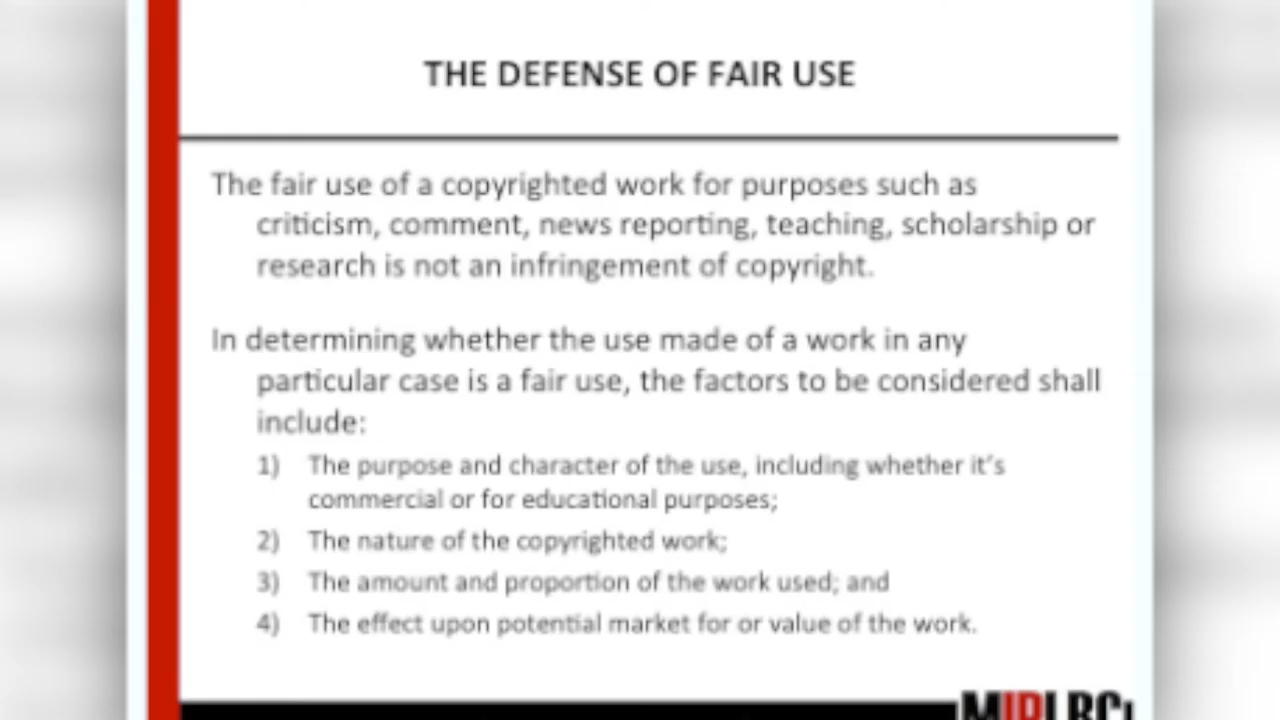 THE DEFENSE OF FAIR USE
The fair use of a copyrighted work for purposes such as
criticism, comment, news reporting, teaching, scholarship or
research is not an infringement of copyright.
In determining whether the use made of a work in any
particular case is a fair use, the factors to be considered shall
include:
1) The purpose and character of the use, including whether it's
commercial or for educational purposes;
2) The nature of the copyrighted work;
3) The amount and proportion of the work used; and
4) The effect upon potential market for or value of the work.